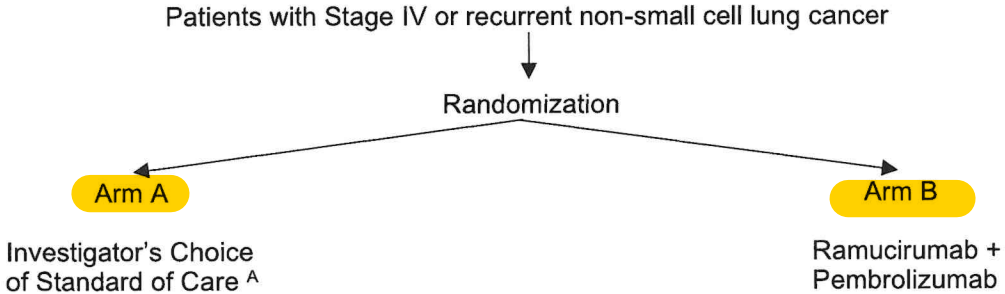 Patients with Stage IV or recurrent non-small cell lung cancer
Randomization
Arm A
Arm B
Investigator's Choice
of Standard of Care A
Ramucirumab +
Pembrolizumab